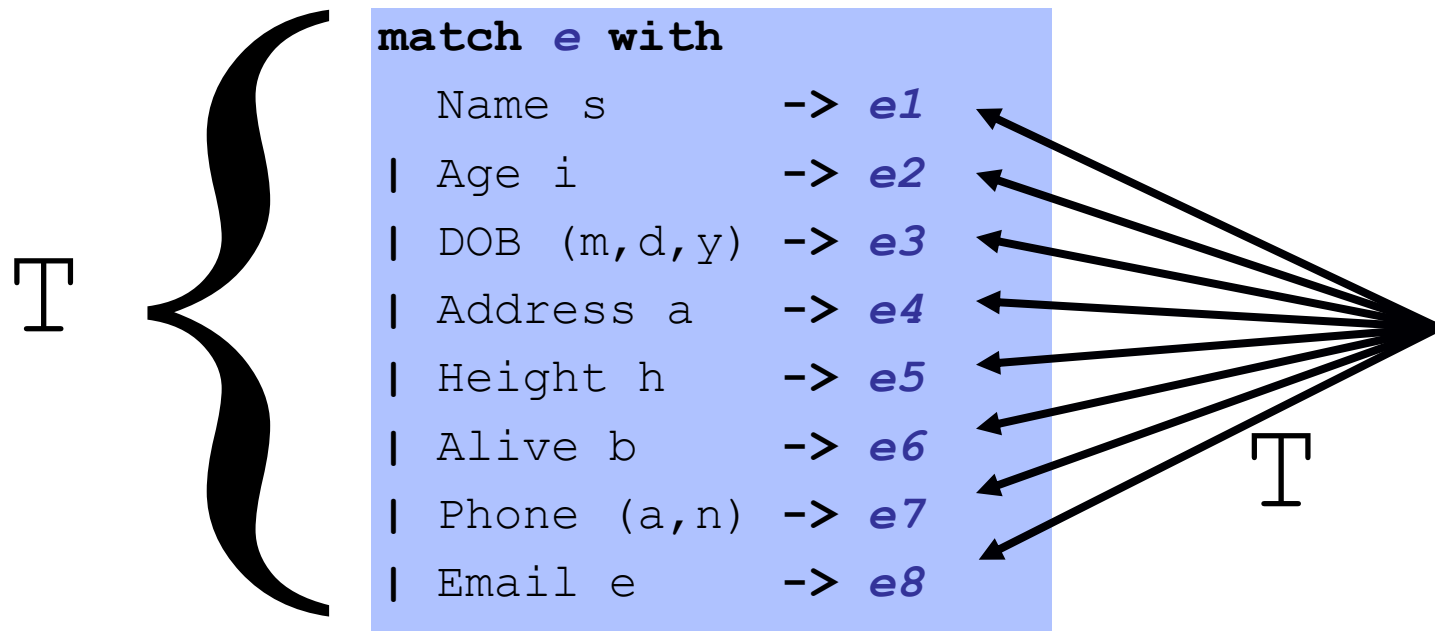 match e with
Name s -> e1
| Age i -> e2
| DOB (m,d,y) -> e3
T
| Address a -> e4
| Height h -> e5
| Alive b -> e6
T
| Phone (a,n) -> e7
| Email e -> e8